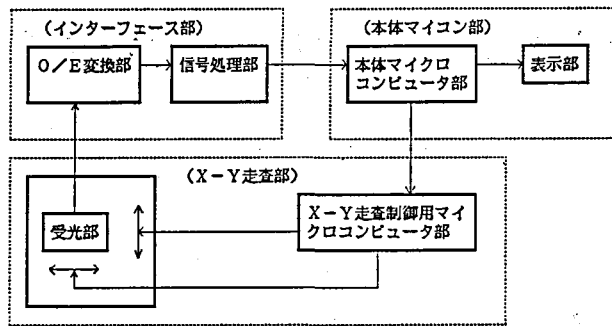 (インターフェース部)
(本体マイコン部)
O/E変換部
信号処理部
本体マイクロ
コンピュータ部
表示部
(X-Y走査部)
受光部
X-Y走査制御用マイ
クロコンピュータ部